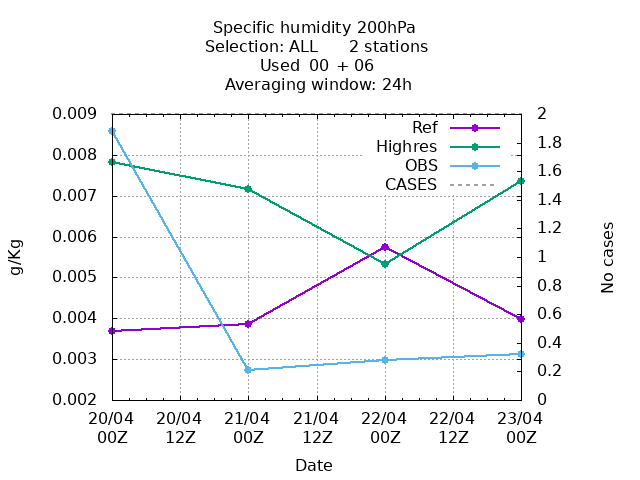 Specific humidity 200hPa
Selection: ALL 2 stations
Used 00 + 06
Averaging window: 24h
0.009
0.008
0.007
0.006
0.005
0.004
0.003
0.002
g/Kg
Ref
Highres
OBS
CASES
2
1.8
1.6
1.4
1.2
1
0.8
0.6
0.4
0.2
0
No cases
20/04 20/04 21/04 21/04 22/04 22/04 23/04
00Z 12Z 00Z 12Z 00Z 12Z 00Z
Date